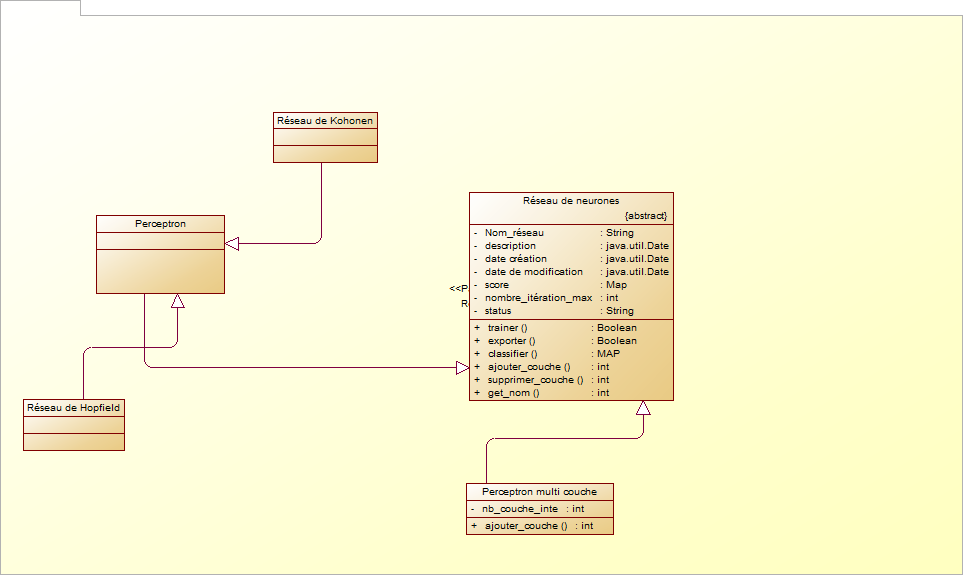 Réseau de Kohonen
Perceptron
Réseau de neurones
{abstract}
- Nom_réseau : String
- description : java.util.Date
- date création : java.util.Date
- date de modification : java.util.Date
- score : Map
- nombre_itération_max : int
- status : String
<<P
+ trainer () : Boolean
+ exporter () : Boolean
+ classifier () : MAP
+ ajouter_couche () : int
+ supprimer_couche () : int
+ get_nom () : int
Réseau de Hopfield
Perceptron multi couche
- nb_couche_inte : int
+ ajouter_couche () : int